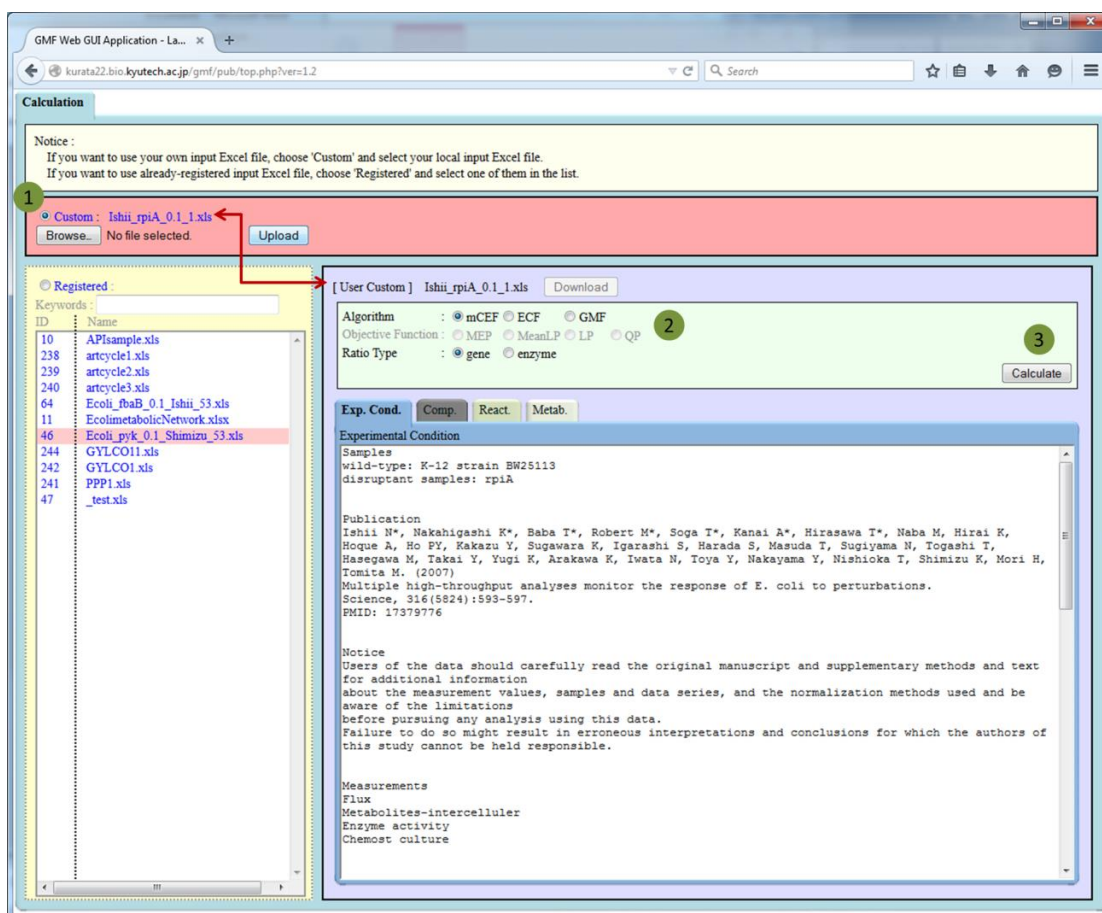 GMF Web GUI Application - La...
kurata22.bio.kyutech.ac.jp/gmf/pub/top.php?ver=1.2
Search
Calculation
Notice :
If you want to use your own input Excel file, choose 'Custom' and select your local input Excel file.
If you want to use already-registered input Excel file, choose 'Registered' and select one of them in the list.
1
Custom : Ishii_rpiA_0.1_1.xls
Browse... No file selected. Upload
Registered :
Keywords :
ID Name
10 APIsample.xls
238 artcycle1.xls
239 artcycle2.xls
240 artcycle3.xls
64 Ecoli_fbaB_0.1_Ishii_53.xls
11 EcolimetabolicNetwork.xlsx
46 Ecoli_pyk_0.1_Shimizu_53.xls
244 GYLCO11.xls
242 GYLCO1.xls
241 PPP1.xls
47 _test.xls
[ User Custom ] Ishii_rpiA_0.1_1.xls Download
Algorithm : mCEF ECF GMF
Objective Function : MEP MeanLP LP QP
Ratio Type : gene enzyme
2
3
Calculate
Exp. Cond. Comp. React. Metab.
Experimental Condition
Samples
wild-type: K-12 strain BW25113
disruptant samples: rpiA
Publication
Ishii N*, Nakahigashi K*, Baba T*, Robert M*, Soga T*, Kanai A*, Hirasawa T*, Naba M, Hirai K,
Hoque A, Ho PY, Kakazu Y, Sugawara K, Igarashi S, Harada S, Masuda T, Sugiyama N, Togashi T,
Hasegawa M, Takai Y, Yugi K, Arakawa K, Iwata N, Toya Y, Nakayama Y, Nishioka T, Shimizu K, Mori H,
Tomita M. (2007)
Multiple high-throughput analyses monitor the response of E. coli to perturbations.
Science, 316(5824):593-597.
PMID: 17379776
Notice
Users of the data should carefully read the original manuscript and supplementary methods and text
for additional information
about the measurement values, samples and data series, and the normalization methods used and be
aware of the limitations
before pursuing any analysis using this data.
Failure to do so might result in erroneous interpretations and conclusions for which the authors of
this study cannot be held responsible.
Measurements
Flux
Metabolites-intercelluler
Enzyme activity
Chemost culture